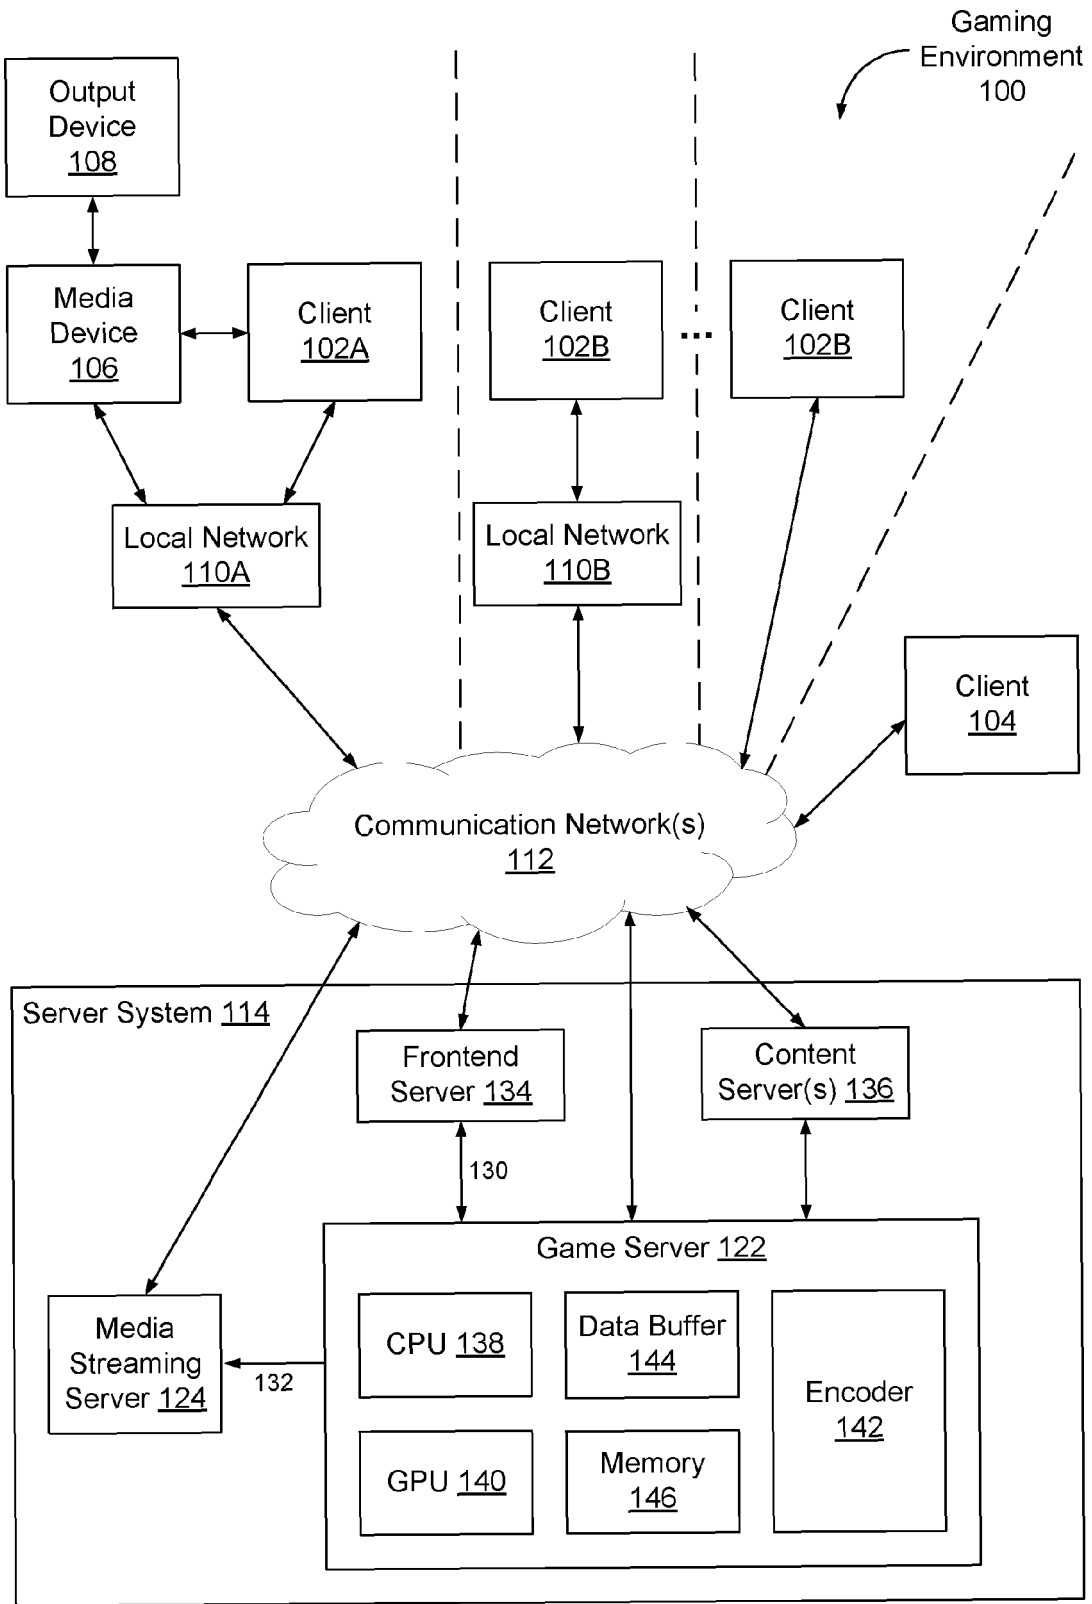 Gaming
Environment
100
Output
Device
108
Media
Device
106
Client
102A
Client
102B
...
Client
102B
Local Network
110A
Local Network
110B
Client
104
Communication Network(s)
112
Server System 114
Frontend
Server 134
Content
Server(s) 136
130
Game Server 122
Media
Streaming
Server 124
132
CPU 138
Data Buffer
144
Encoder
142
GPU 140
Memory
146